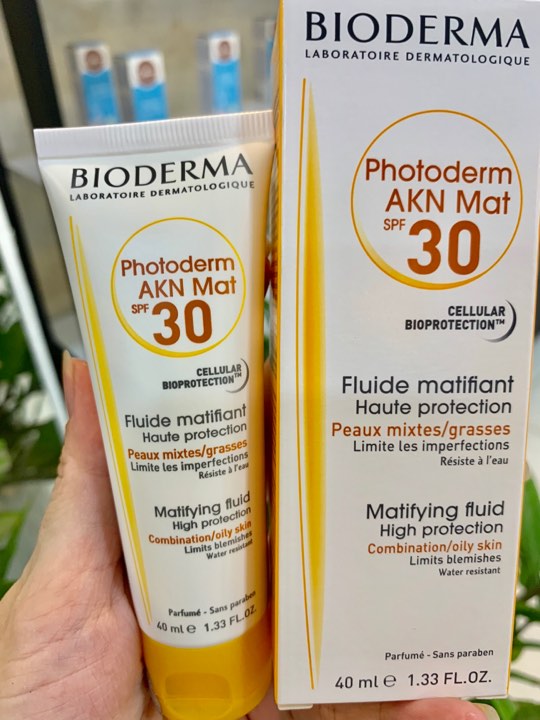 BIODERMA
LABORATOIRE DERMATOLOGIQUE
Photoderm
AKN Mat
SPF 30
CELLULAR
BIOPROTECTION™
Fluide matifiant
Haute protection
Peaux mixtes/grasses
Limite les imperfections
Résiste à l'eau
Matifying fluid
High protection
Combination/oily skin
Limits blemishes
Water resistant
Parfumé - Sans paraben
40 ml e 1.33 FL.OZ.
BIODERMA
LABORATOIRE DERMATOLOGIQUE
Photoderm
AKN Mat
SPF 30
CELLULAR
BIOPROTECTION™
Fluide matifiant
Haute protection
Peaux mixtes/grasses
Limite les imperfections
Résiste à l'eau
Matifying fluid
High protection
Combination/oily skin
Limits blemishes
Water resistant
Parfumé - Sans paraben
40 ml e 1.33 FL.OZ.